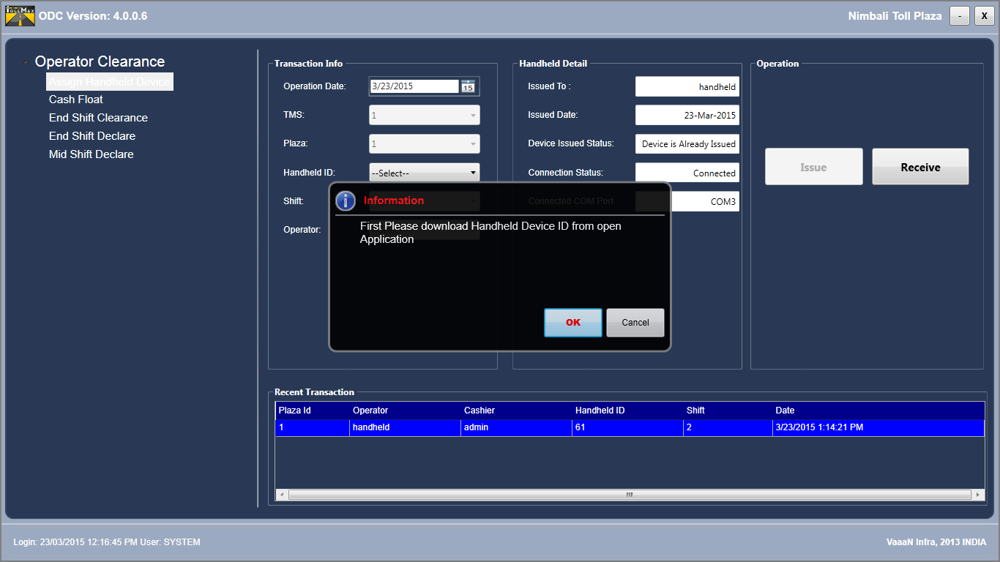 TollMax
ODC Version: 4.0.0.6
Nimbali Toll Plaza
-
X
Operator Clearance
Assign Handheld Device
Cash Float
End Shift Clearance
End Shift Declare
Mid Shift Declare
Transaction Info
Operation Date:
3/23/2015
15
TMS:
1
Plaza:
1
Handheld ID:
--Select--
Shift:
Operator:
Handheld Detail
Issued To :
handheld
Issued Date:
23-Mar-2015
Device Issued Status:
Device is Already Issued
Connection Status:
Connected
Connected COM Port
COM3
Operation
Issue
Receive
Information
First Please download Handheld Device ID from open
Application
OK
Cancel
Recent Transaction
Plaza Id Operator Cashier Handheld ID Shift Date
1 handheld admin 61 2 3/23/2015 1:14:21 PM
Login: 23/03/2015 12:16:45 PM User: SYSTEM
VaaaN Infra, 2013 INDIA